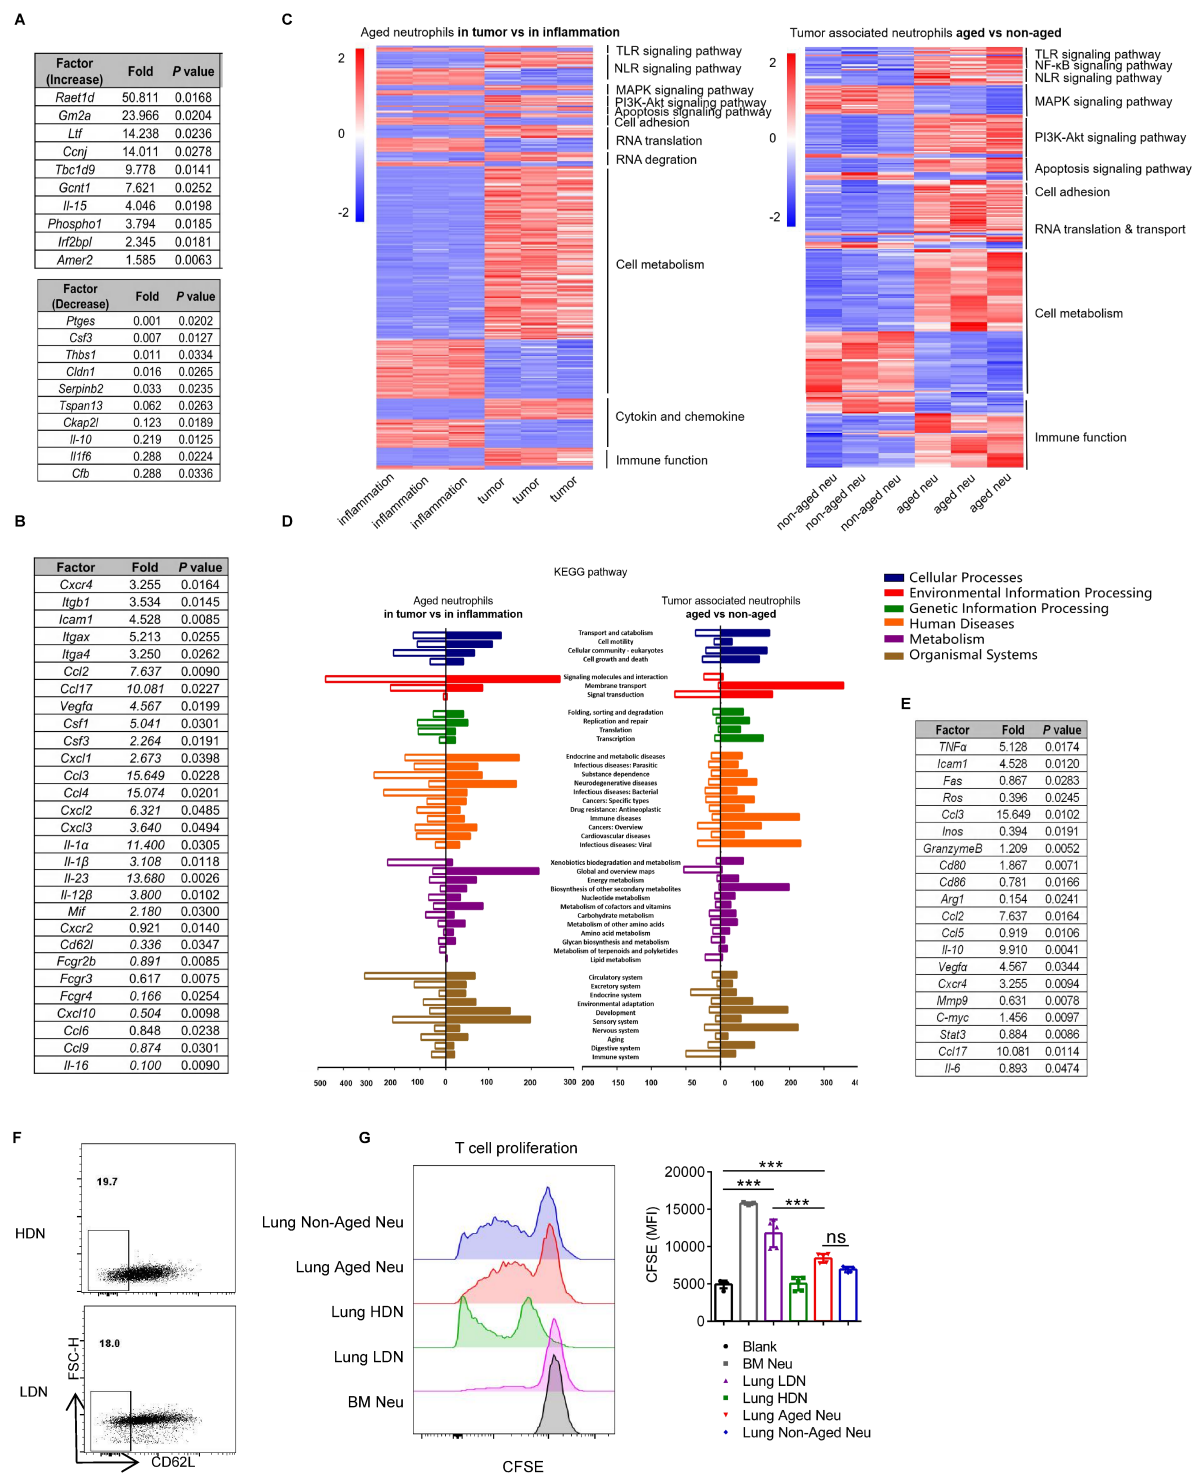 A
Factor (Increase) Fold P value
Raet1d 50.811 0.0168
Gm2a 23.966 0.0204
Ltf 14.238 0.0236
Ccnj 14.011 0.0278
Tbc1d9 9.778 0.0141
Gcnt1 7.621 0.0252
Il-15 4.046 0.0198
Phospho1 3.794 0.0185
Irf2bpl 2.345 0.0181
Amer2 1.585 0.0063
Factor (Decrease) Fold P value
Ptges 0.001 0.0202
Csf3 0.007 0.0127
Thbs1 0.011 0.0334
Cldn1 0.016 0.0265
Serpinb2 0.033 0.0235
Tspan13 0.062 0.0263
Ckap2l 0.123 0.0189
Il-10 0.219 0.0125
Il1f6 0.288 0.0224
Cfb 0.288 0.0336
B
Factor Fold P value
Cxcr4 3.255 0.0164
Itgb1 3.534 0.0145
Icam1 4.528 0.0085
Itgax 5.213 0.0255
Itga4 3.250 0.0262
Ccl2 7.637 0.0090
Ccl17 10.081 0.0227
Vegfα 4.567 0.0199
Csf1 5.041 0.0301
Csf3 2.264 0.0191
Cxcl1 2.673 0.0398
Ccl3 15.649 0.0228
Ccl4 15.074 0.0201
Cxcl2 6.321 0.0485
Cxcl3 3.640 0.0494
Il-1α 11.400 0.0305
Il-1β 3.108 0.0118
Il-23 13.680 0.0026
Il-12β 3.800 0.0102
Mif 2.180 0.0300
Cxcr2 0.921 0.0140
Cd62l 0.336 0.0347
Fcgr2b 0.891 0.0085
Fcgr3 0.617 0.0075
Fcgr4 0.166 0.0254
Cxcl10 0.504 0.0098
Ccl6 0.848 0.0238
Ccl9 0.874 0.0301
Il-16 0.100 0.0090
C
Aged neutrophils in tumor vs in inflammation
2
0
-2
TLR signaling pathway
NLR signaling pathway
MAPK signaling pathway
PI3K-Akt signaling pathway
Apoptosis signaling pathway
Cell adhesion
RNA translation
RNA degration
Cell metabolism
Cytokin and chemokine
Immune function
inflammation
inflammation
inflammation
tumor
tumor
tumor
Tumor associated neutrophils aged vs non-aged
2
0
-2
TLR signaling pathway
NF-κB signaling pathway
NLR signaling pathway
MAPK signaling pathway
PI3K-Akt signaling pathway
Apoptosis signaling pathway
Cell adhesion
RNA translation & transport
Cell metabolism
Immune function
non-aged neu
non-aged neu
non-aged neu
aged neu
aged neu
aged neu
D
KEGG pathway
Aged neutrophils
in tumor vs in inflammation
Tumor associated neutrophils
aged vs non-aged
Cellular Processes
Environmental Information Processing
Genetic Information Processing
Human Diseases
Metabolism
Organismal Systems
Transport and catabolism
Cell motility
Cellular community - eukaryotes
Cell growth and death
Signaling molecules and interaction
Membrane transport
Signal transduction
Folding, sorting and degradation
Replication and repair
Translation
Transcription
Endocrine and metabolic diseases
Infectious diseases: Parasitic
Substance dependence
Neurodegenerative diseases
Infectious diseases: Bacterial
Cancers: Specific types
Drug resistance: Antineoplastic
Immune diseases
Cancers: Overview
Cardiovascular diseases
Infectious diseases: Viral
Xenobiotics biodegradation and metabolism
Global and overview maps
Energy metabolism
Biosynthesis of other secondary metabolites
Nucleotide metabolism
Metabolism of cofactors and vitamins
Carbohydrate metabolism
Metabolism of other amino acids
Amino acid metabolism
Glycan biosynthesis and metabolism
Metabolism of terpenoids and polyketides
Lipid metabolism
Circulatory system
Excretory system
Endocrine system
Environmental adaptation
Development
Sensory system
Nervous system
Aging
Digestive system
Immune system
500 400 300 200 100 0 100 200 300
200 150 100 50 0 100 200 300 40
E
Factor Fold P value
TNFα 5.128 0.0174
Icam1 4.528 0.0120
Fas 0.867 0.0283
Ros 0.396 0.0245
Ccl3 15.649 0.0102
Inos 0.394 0.0191
GranzymeB 1.209 0.0052
Cd80 1.867 0.0071
Cd86 0.781 0.0166
Arg1 0.154 0.0241
Ccl2 7.637 0.0164
Ccl5 0.919 0.0106
Il-10 9.910 0.0041
Vegfα 4.567 0.0344
Cxcr4 3.255 0.0094
Mmp9 0.631 0.0078
C-myc 1.456 0.0097
Stat3 0.884 0.0086
Ccl17 10.081 0.0114
Il-6 0.893 0.0474
F
19.7
HDN
18.0
LDN
FSC-H
CD62L
G
T cell proliferation
Lung Non-Aged Neu
Lung Aged Neu
Lung HDN
Lung LDN
BM Neu
CFSE
CFSE (MFI)
20000
15000
10000
5000
0
***
***
***
ns
Blank
BM Neu
Lung LDN
Lung HDN
Lung Aged Neu
Lung Non-Aged Neu